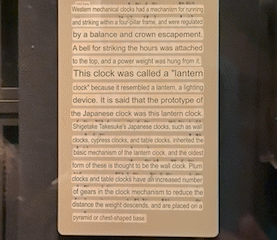 Western mechanical clocks had a mechanism for running
and striking within a four-pillar frame, and were regulated
by a balance and crown escapement.
A bell for striking the hours was attached
to the top, and a power weight was hung from it.
This clock was called a "lantern
clock" because it resembled a lantern, a lighting
device. It is said that the prototype of
the Japanese clock was this lantern clock
Shigetake Takesuke's Japanese clocks, such as wall
clocks, cypress clocks, and table clocks, inherited the
basic mechanism of the lantern clock, and the oldest
form of these is thought to be the wall clock. Plum
clocks and table clocks have an increased number
of gears in the clock mechanism to reduce the
distance the weight descends, and are placed on a
pyramid or chest-shaped base.